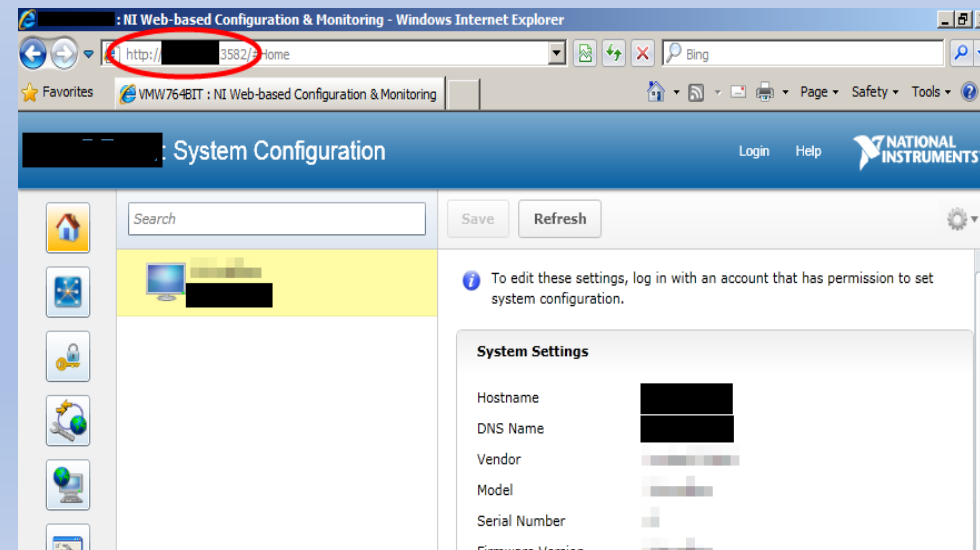 : NI Web-based Configuration & Monitoring - Windows Internet Explorer
http:// 3582/#Home
Bing
Favorites
VMW764BIT : NI Web-based Configuration & Monitoring
Page
Safety
Tools
: System Configuration
Login
Help
NATIONAL
INSTRUMENTS
Search
Save
Refresh
To edit these settings, log in with an account that has permission to set
system configuration.
System Settings
Hostname
DNS Name
Vendor
Model
Serial Number
Firmware Version